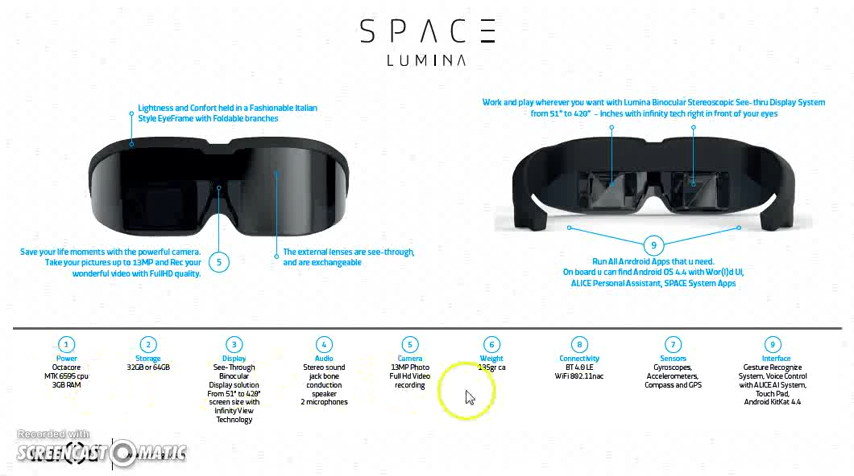 SPACE
LUMINA
Lightness and Confort held in a Fashionable Italian
Style EyeFrame with Foldable branches
Work and play wherever you want with Lumina Binocular Stereoscopic See-thru Display System
from 51" to 420" - Inches with infinity tech right in front of your eyes
Save your life moments with the powerful camera.
Take your pictures up to 13MP and Rec your
wonderful video with FullHD quality.
5
The external lenses are see-through,
and are exchangeable
9
Run All Anrdroid Apps that u need.
On board u can find Android OS 4.4 with Wor(l)d UI,
ALICE Personal Assistant, SPACE System Apps
1
Power
Octacore
MTK 6595 cpu
3GB RAM
2
Storage
32GB or 64GB
3
Display
See-Through
Binocular
Display solution
From 51" to 420"
screen size with
Infinity View
Technology
4
Audio
Stereo sound
jack bone
conduction
speaker
2 microphones
5
Camera
13MP Photo
Full Hd Video
recording
6
Weight
185gr ca
8
Connectivity
BT 4.0 LE
WiFi 802.11nac
7
Sensors
Gyroscopes,
Accelerometers,
Compass and GPS
9
Interface
Gesture Recognize
System, Voice Control
with ALICE AI System,
Touch Pad,
Android KitKat 4.4
Recorded with
SCREENCAST-O-MATIC